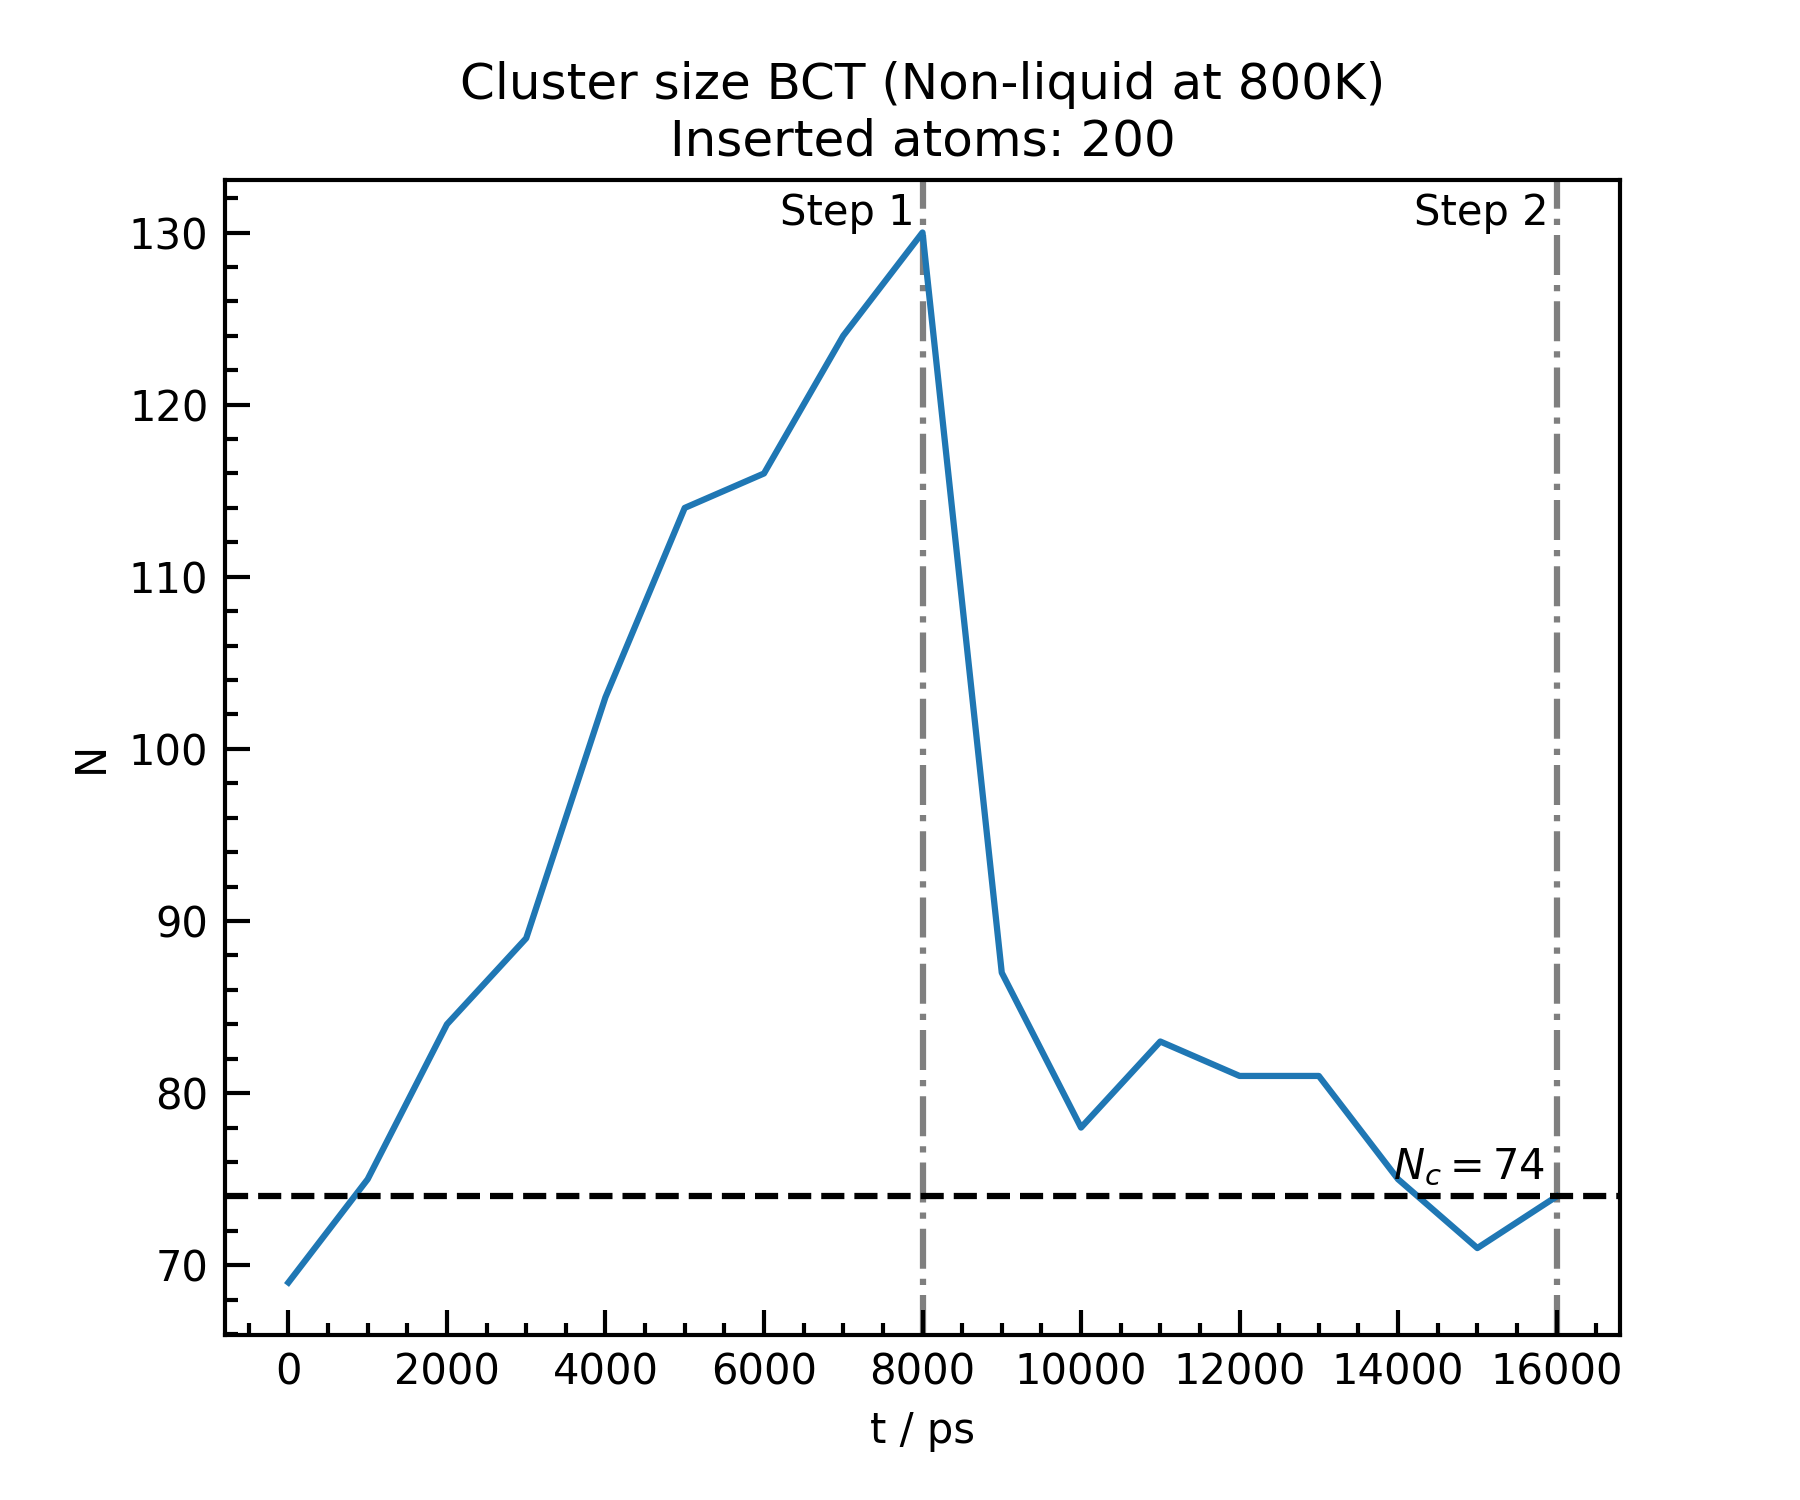 Cluster size BCT (Non-liquid at 800K)
Inserted atoms: 200
Step 1
Step 2
130
120
110
100
90
80
70
N
N_c = 74
0 2000 4000 6000 8000 10000 12000 14000 16000
t / ps